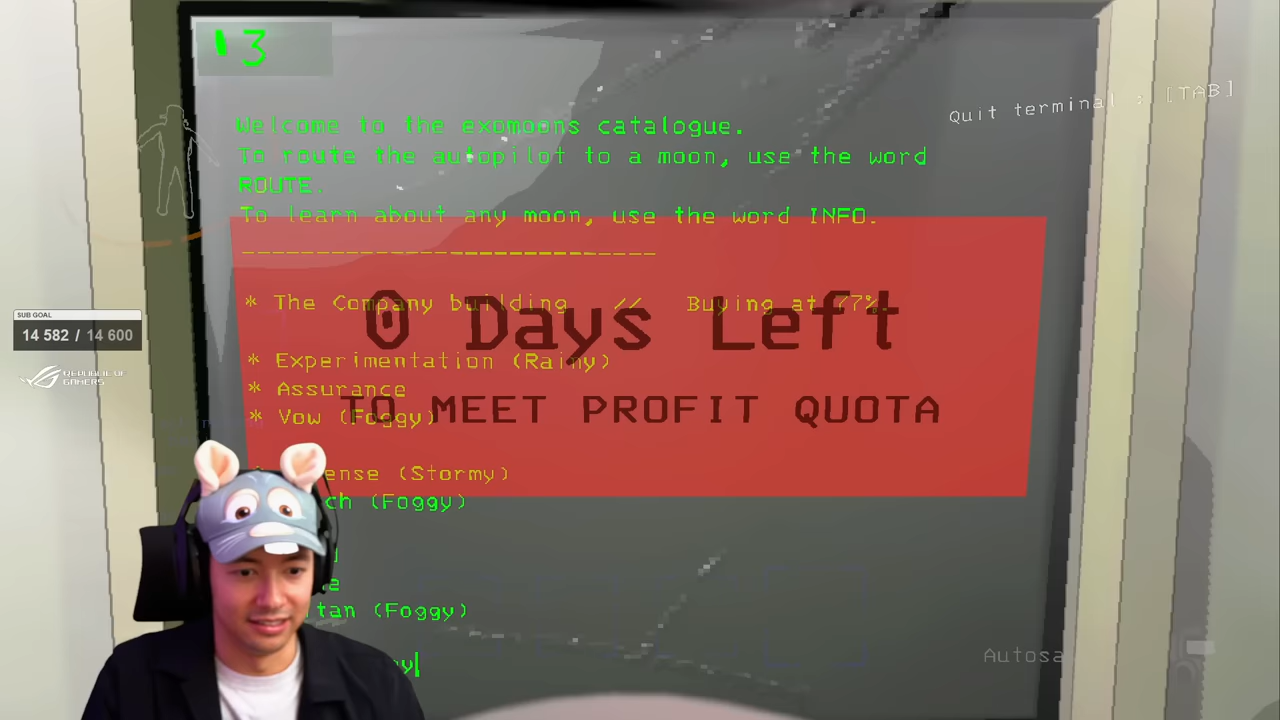 3
Quit terminal : [TAB]
Welcome to the exomoons catalogue.
To route the autopilot to a moon, use the word
ROUTE.
To learn about any moon, use the word INFO.
----------------------------
* The Company building // Buying at 77%.
0 Days Left
* Experimentation (Rainy)
* Assurance
* Vow (Foggy)
TO MEET PROFIT QUOTA
ense (Stormy)
ch (Foggy)
tan (Foggy)
y
SUB GOAL
14 582 / 14 600
REPUBLIC OF
GAMERS
Autosa